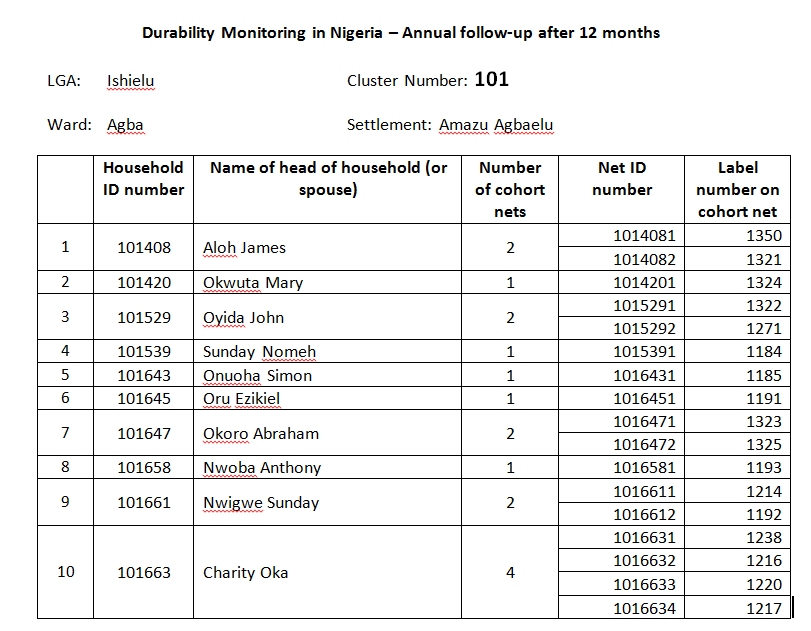 Durability Monitoring in Nigeria – Annual follow-up after 12 months
LGA: Ishielu Cluster Number: 101
Ward: Agba Settlement: Amazu Agbaelu
Household ID number Name of head of household (or spouse) Number of cohort nets Net ID number Label number on cohort net
1 101408 Aloh James 2 1014081 1350
1014082 1321
2 101420 Okwuta Mary 1 1014201 1324
3 101529 Oyida John 2 1015291 1322
1015292 1271
4 101539 Sunday Nomeh 1 1015391 1184
5 101643 Onuoha Simon 1 1016431 1185
6 101645 Oru Ezikiel 1 1016451 1191
7 101647 Okoro Abraham 2 1016471 1323
1016472 1325
8 101658 Nwoba Anthony 1 1016581 1193
9 101661 Nwigwe Sunday 2 1016611 1214
1016612 1192
10 101663 Charity Oka 4 1016631 1238
1016632 1216
1016633 1220
1016634 1217